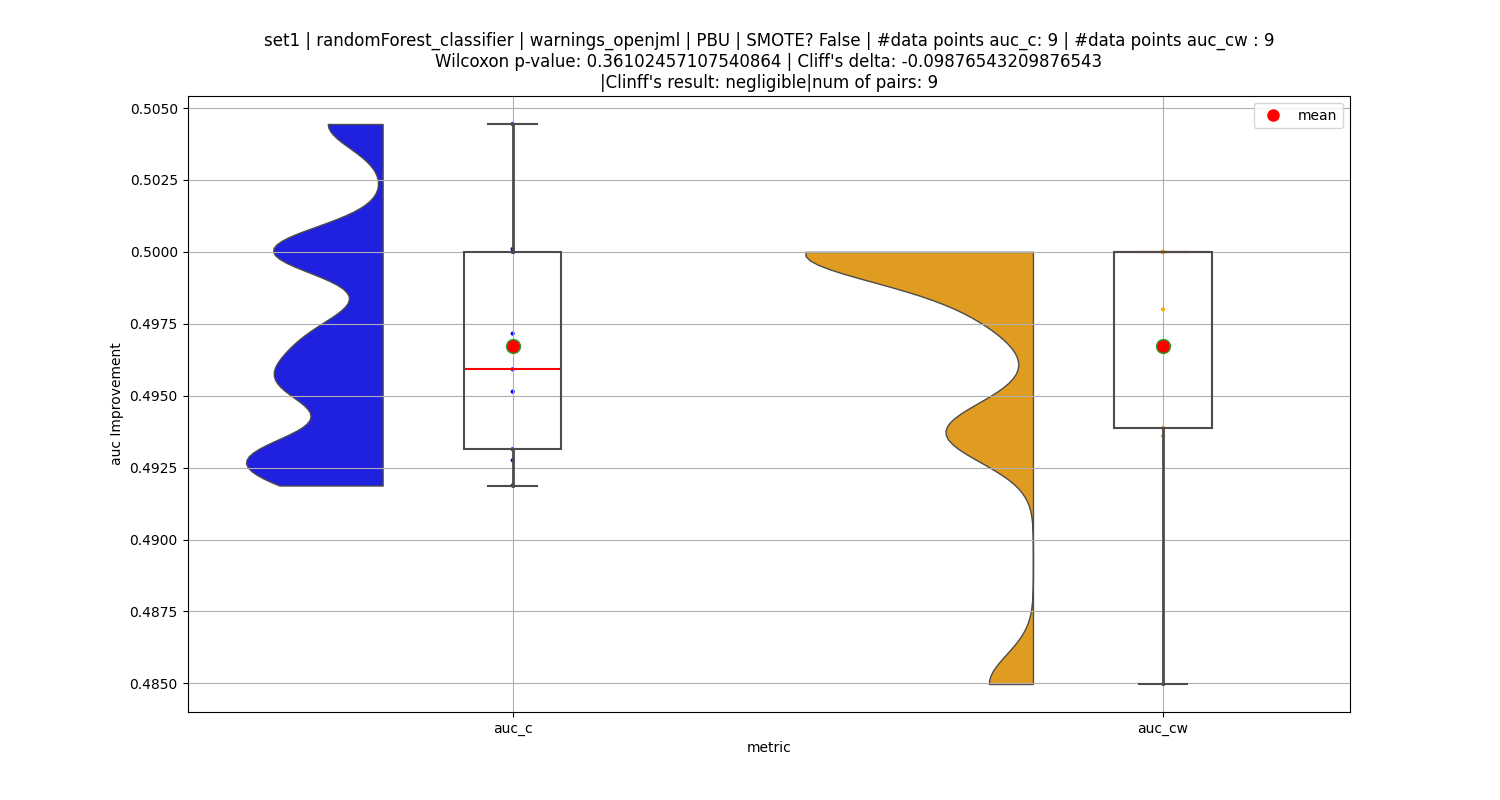 set1 | randomForest_classifier | warnings_openjml | PBU | SMOTE? False | #data points auc_c: 9 | #data points auc_cw : 9
Wilcoxon p-value: 0.36102457107540864 | Cliff's delta: -0.09876543209876543
|Clinff's result: negligible|num of pairs: 9
mean
0.5050
0.5025
0.5000
0.4975
0.4950
0.4925
0.4900
0.4875
0.4850
auc Improvement
auc_c
auc_cw
metric